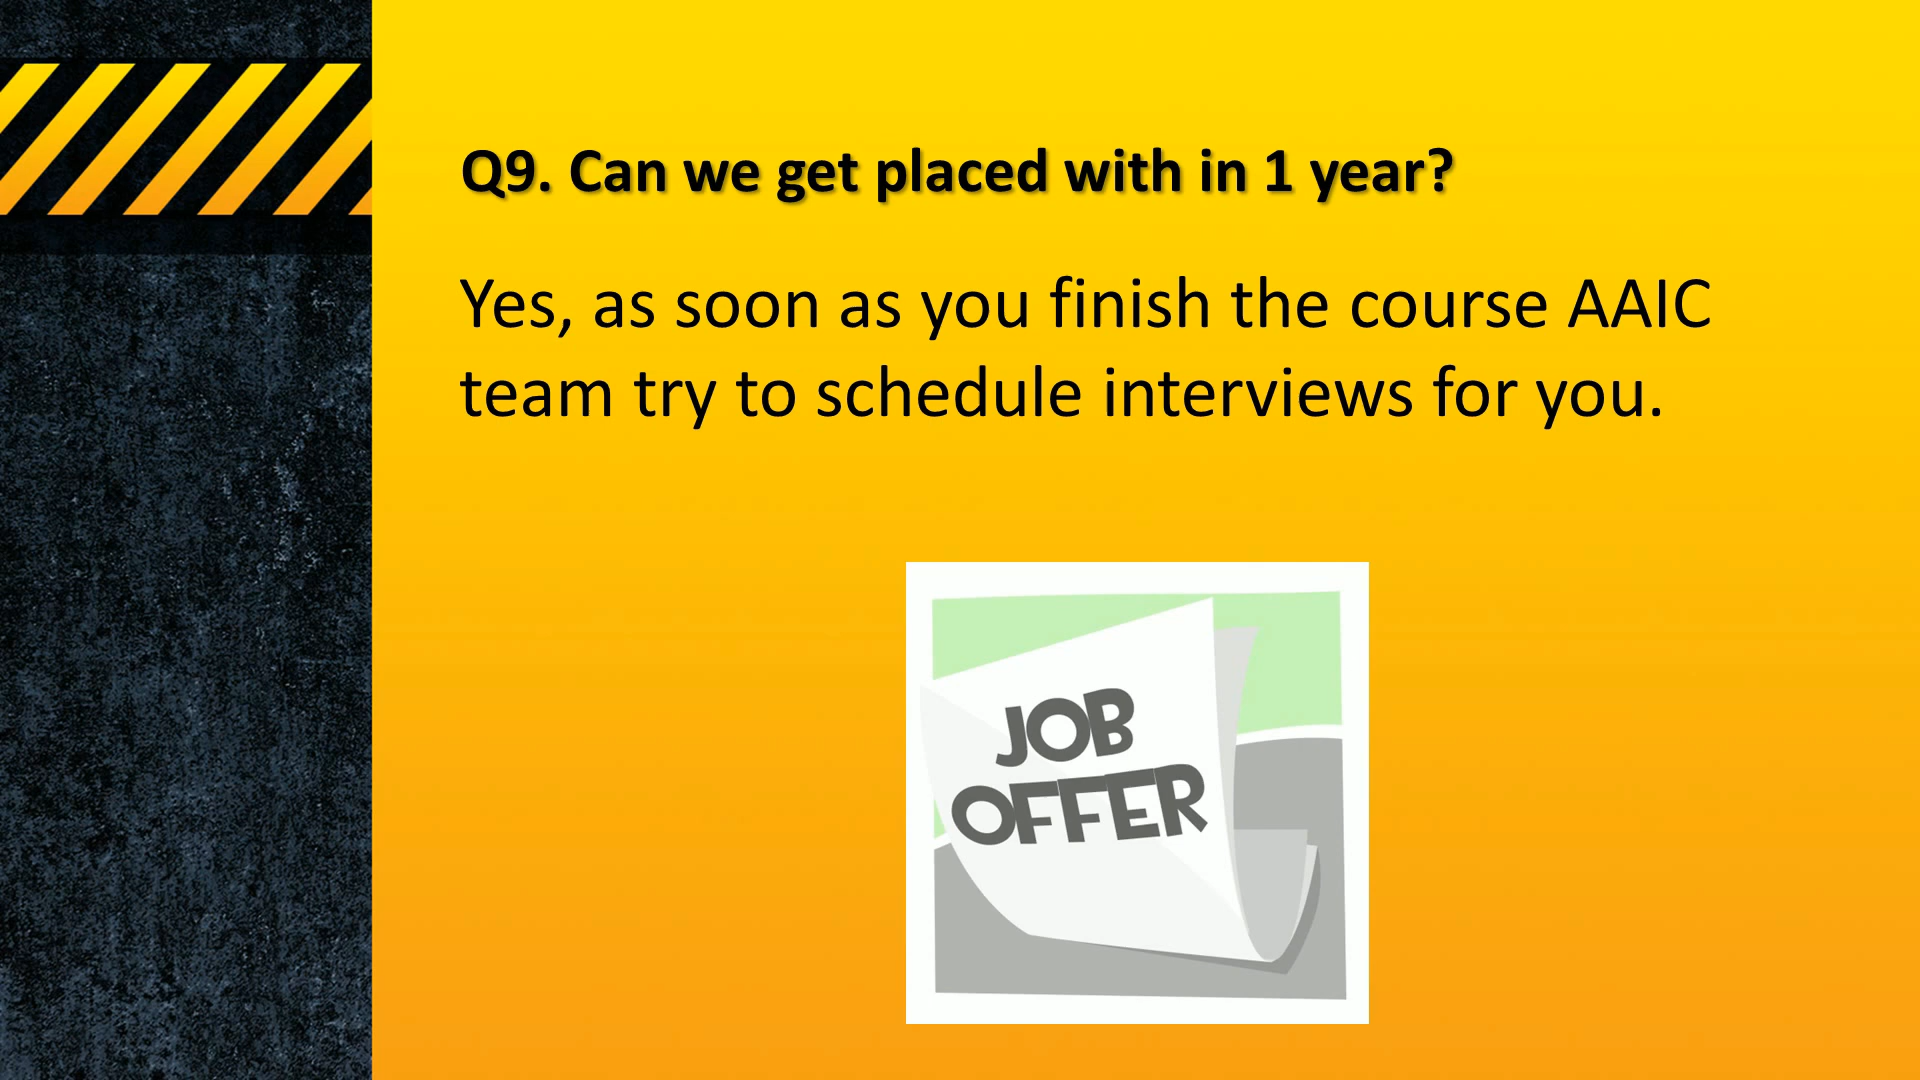 Q9. Can we get placed with in 1 year?
Yes, as soon as you finish the course AAIC
team try to schedule interviews for you.
JOB
OFFER